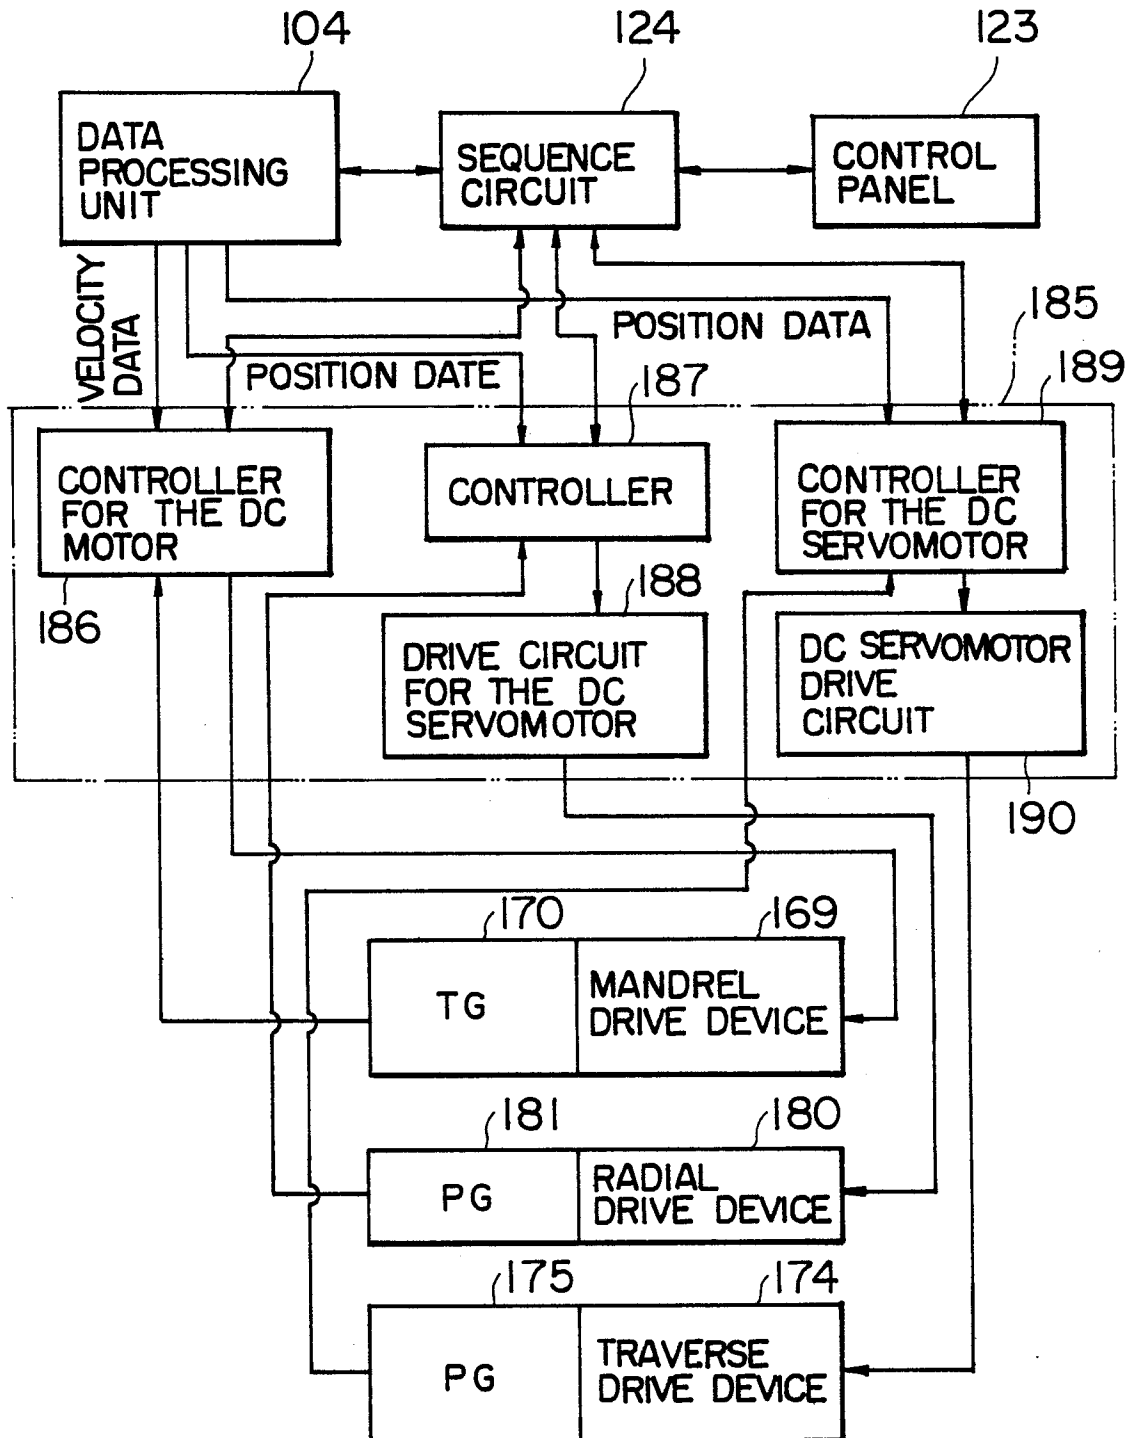 104
124
123
DATA
PROCESSING
UNIT
SEQUENCE
CIRCUIT
CONTROL
PANEL
VELOCITY
DATA
POSITION DATA
185
POSITION DATE
187
189
CONTROLLER
FOR THE DC
MOTOR
CONTROLLER
CONTROLLER
FOR THE DC
SERVOMOTOR
186
188
DRIVE CIRCUIT
FOR THE DC
SERVOMOTOR
DC SERVOMOTOR
DRIVE
CIRCUIT
190
170
169
TG
MANDREL
DRIVE DEVICE
181
180
PG
RADIAL
DRIVE DEVICE
175
174
PG
TRAVERSE
DRIVE DEVICE